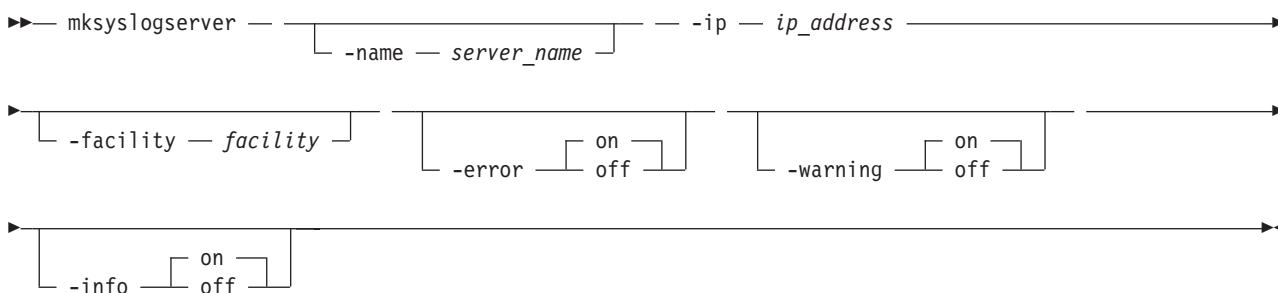 mksyslogserver -name server_name -ip ip_address
-facility facility -error on off -warning on off
-info on off